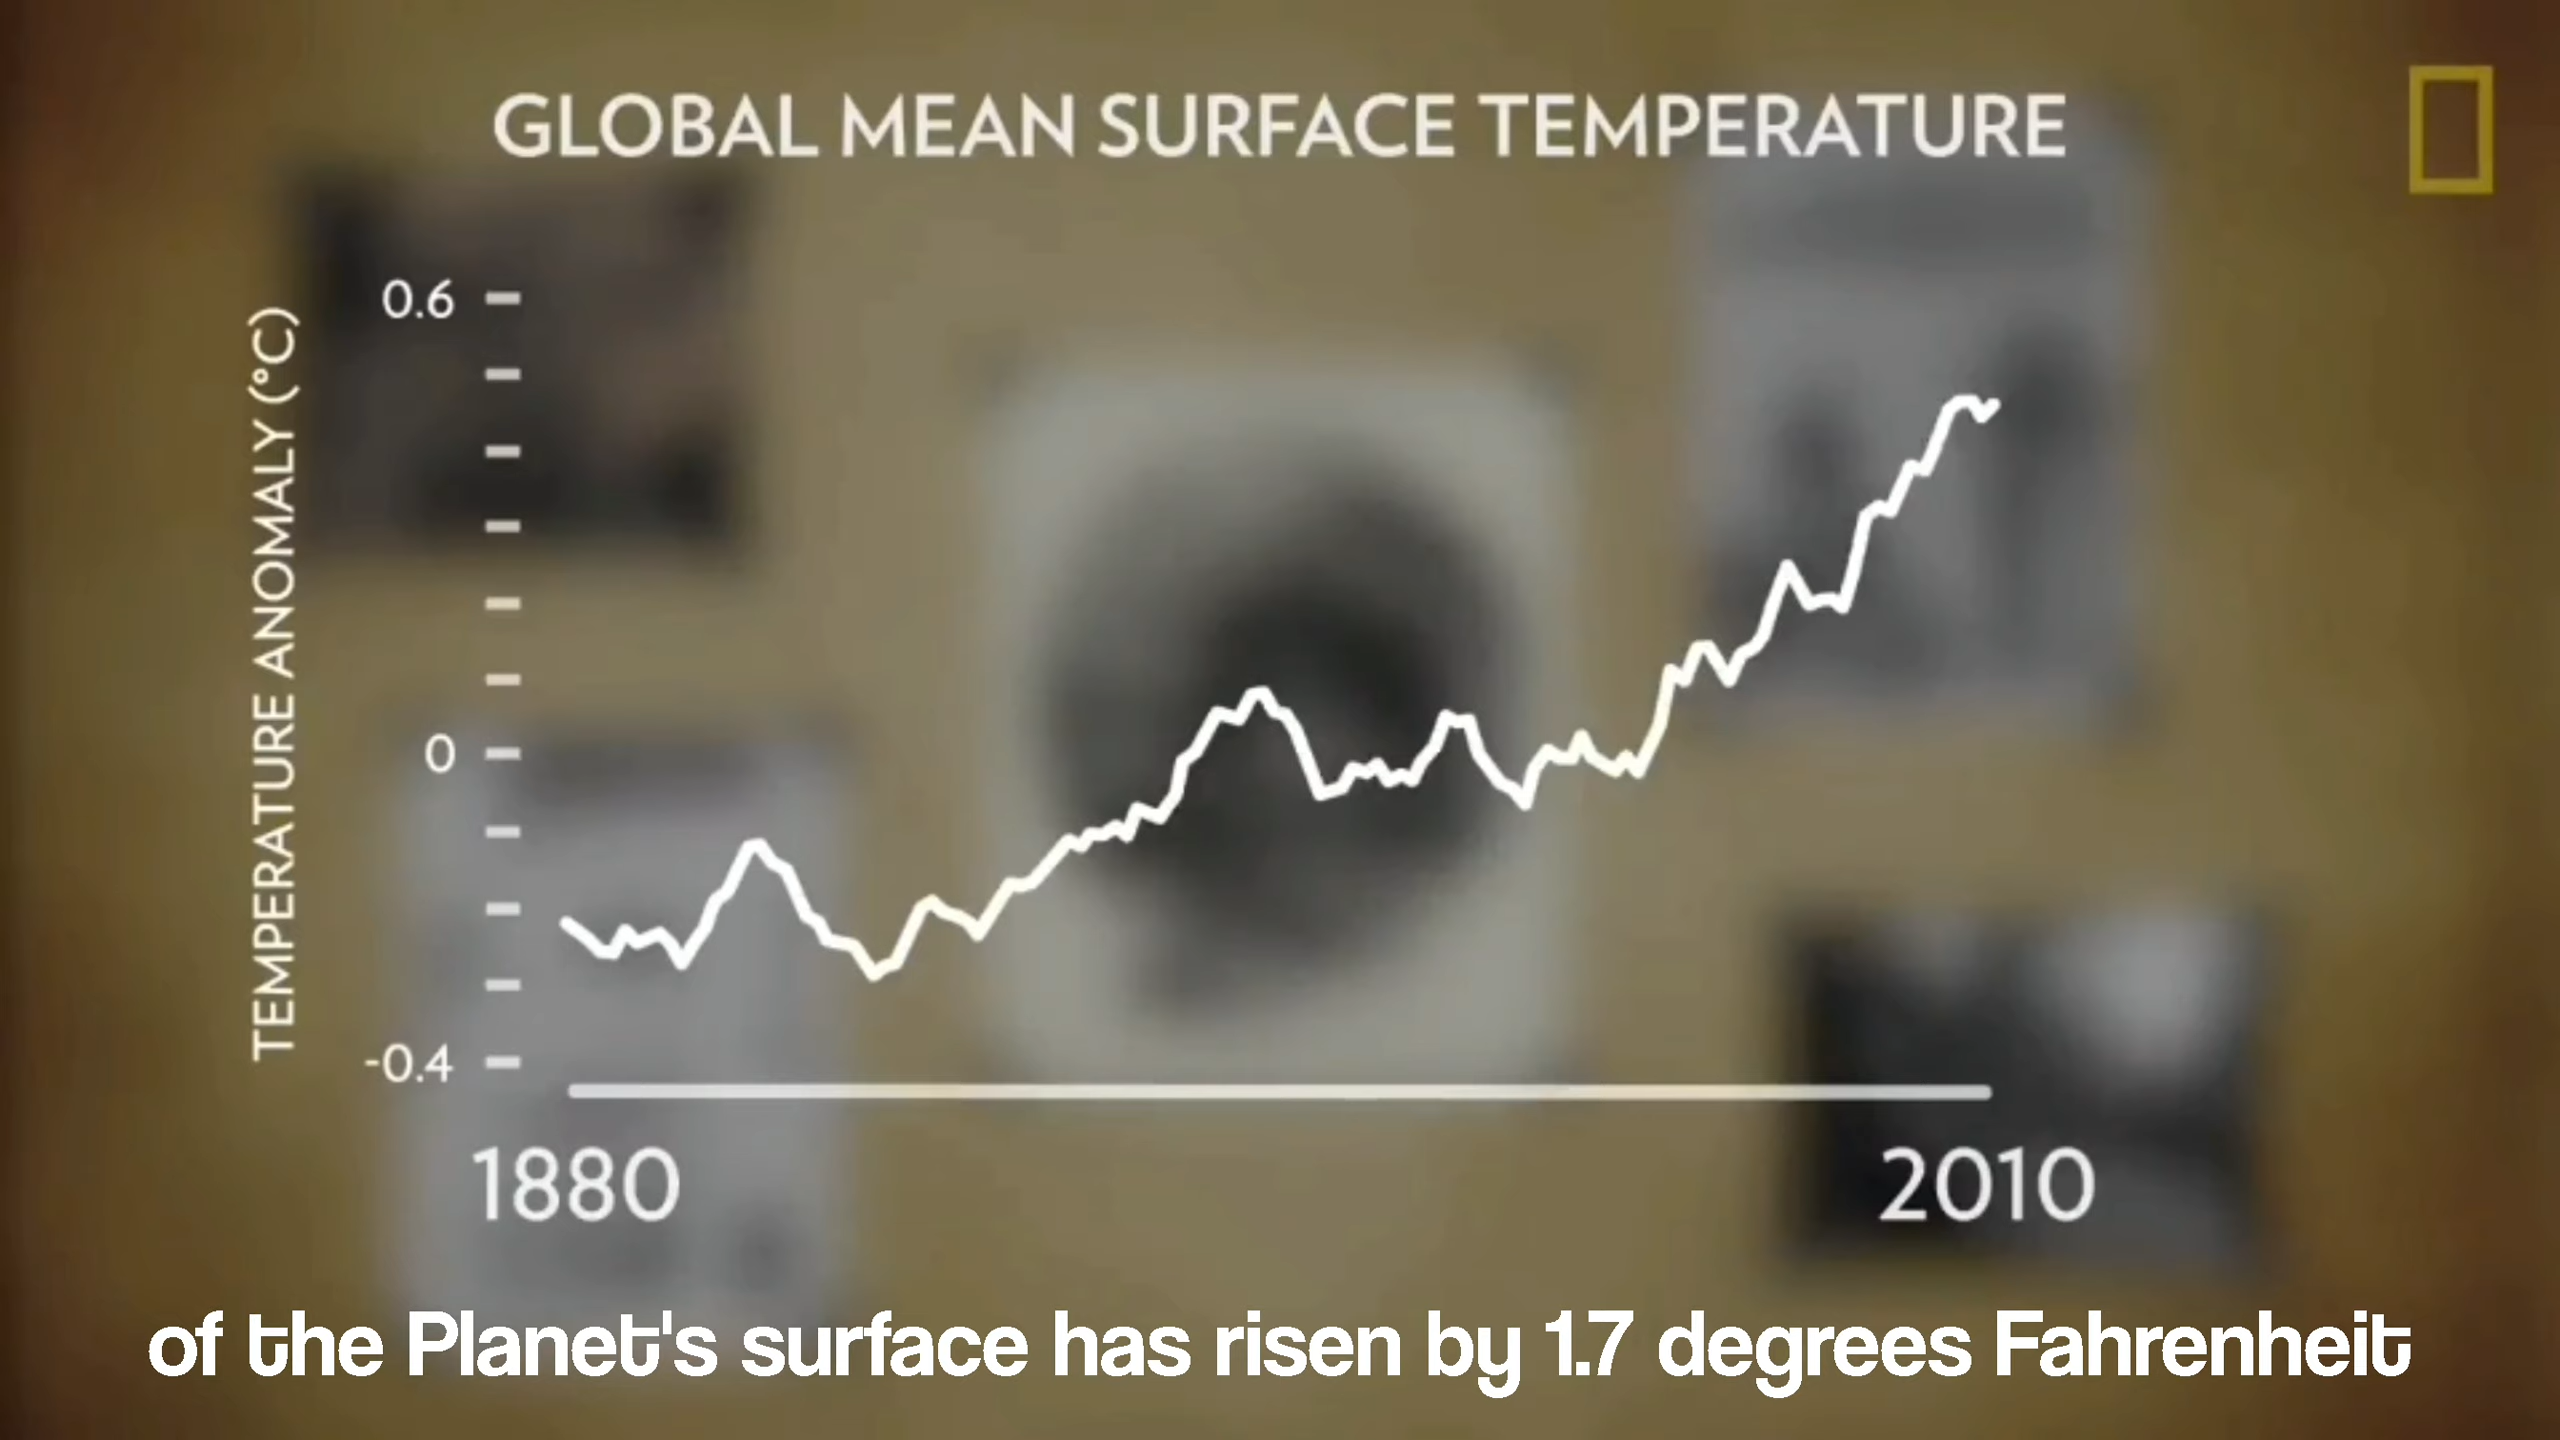 GLOBAL MEAN SURFACE TEMPERATURE
TEMPERATURE ANOMALY (°C)
0.6
0
-0.4
1880
2010
of the Planet's surface has risen by 1.7 degrees Fahrenheit